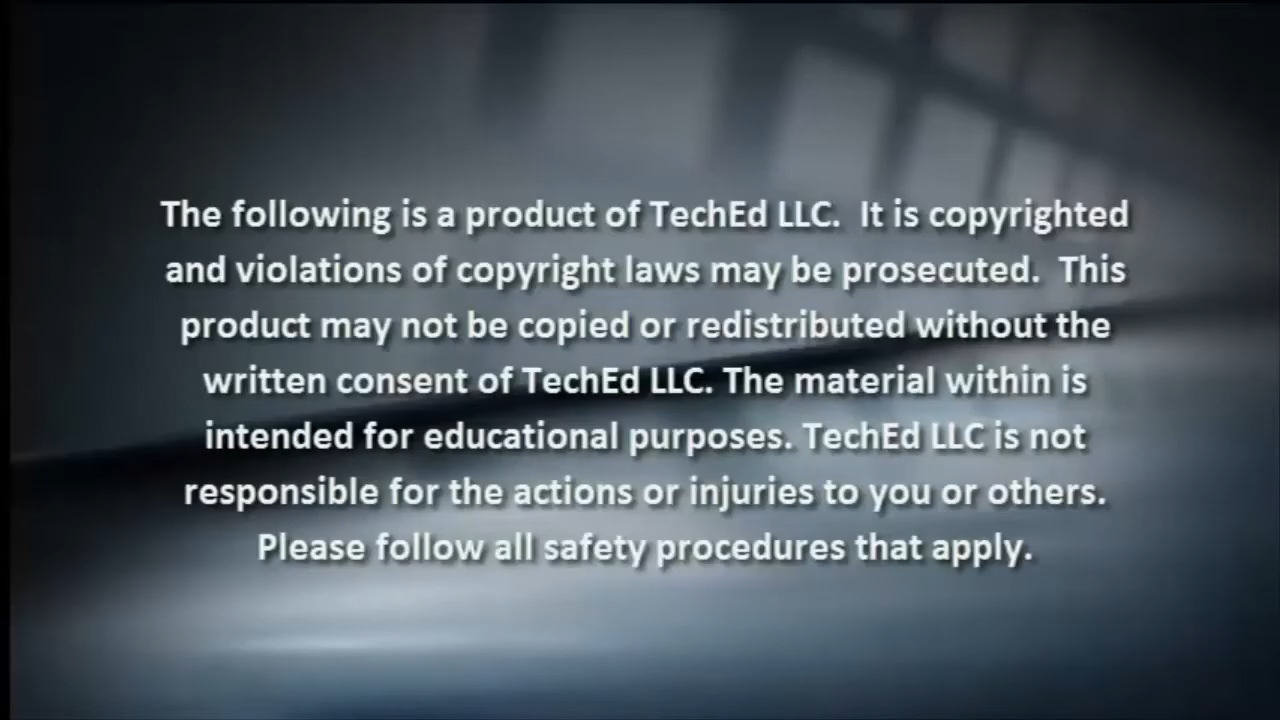 The following is a product of TechEd LLC.  It is copyrighted
and violations of copyright laws may be prosecuted.  This
product may not be copied or redistributed without the
written consent of TechEd LLC. The material within is
intended for educational purposes. TechEd LLC is not
responsible for the actions or injuries to you or others.
Please follow all safety procedures that apply.